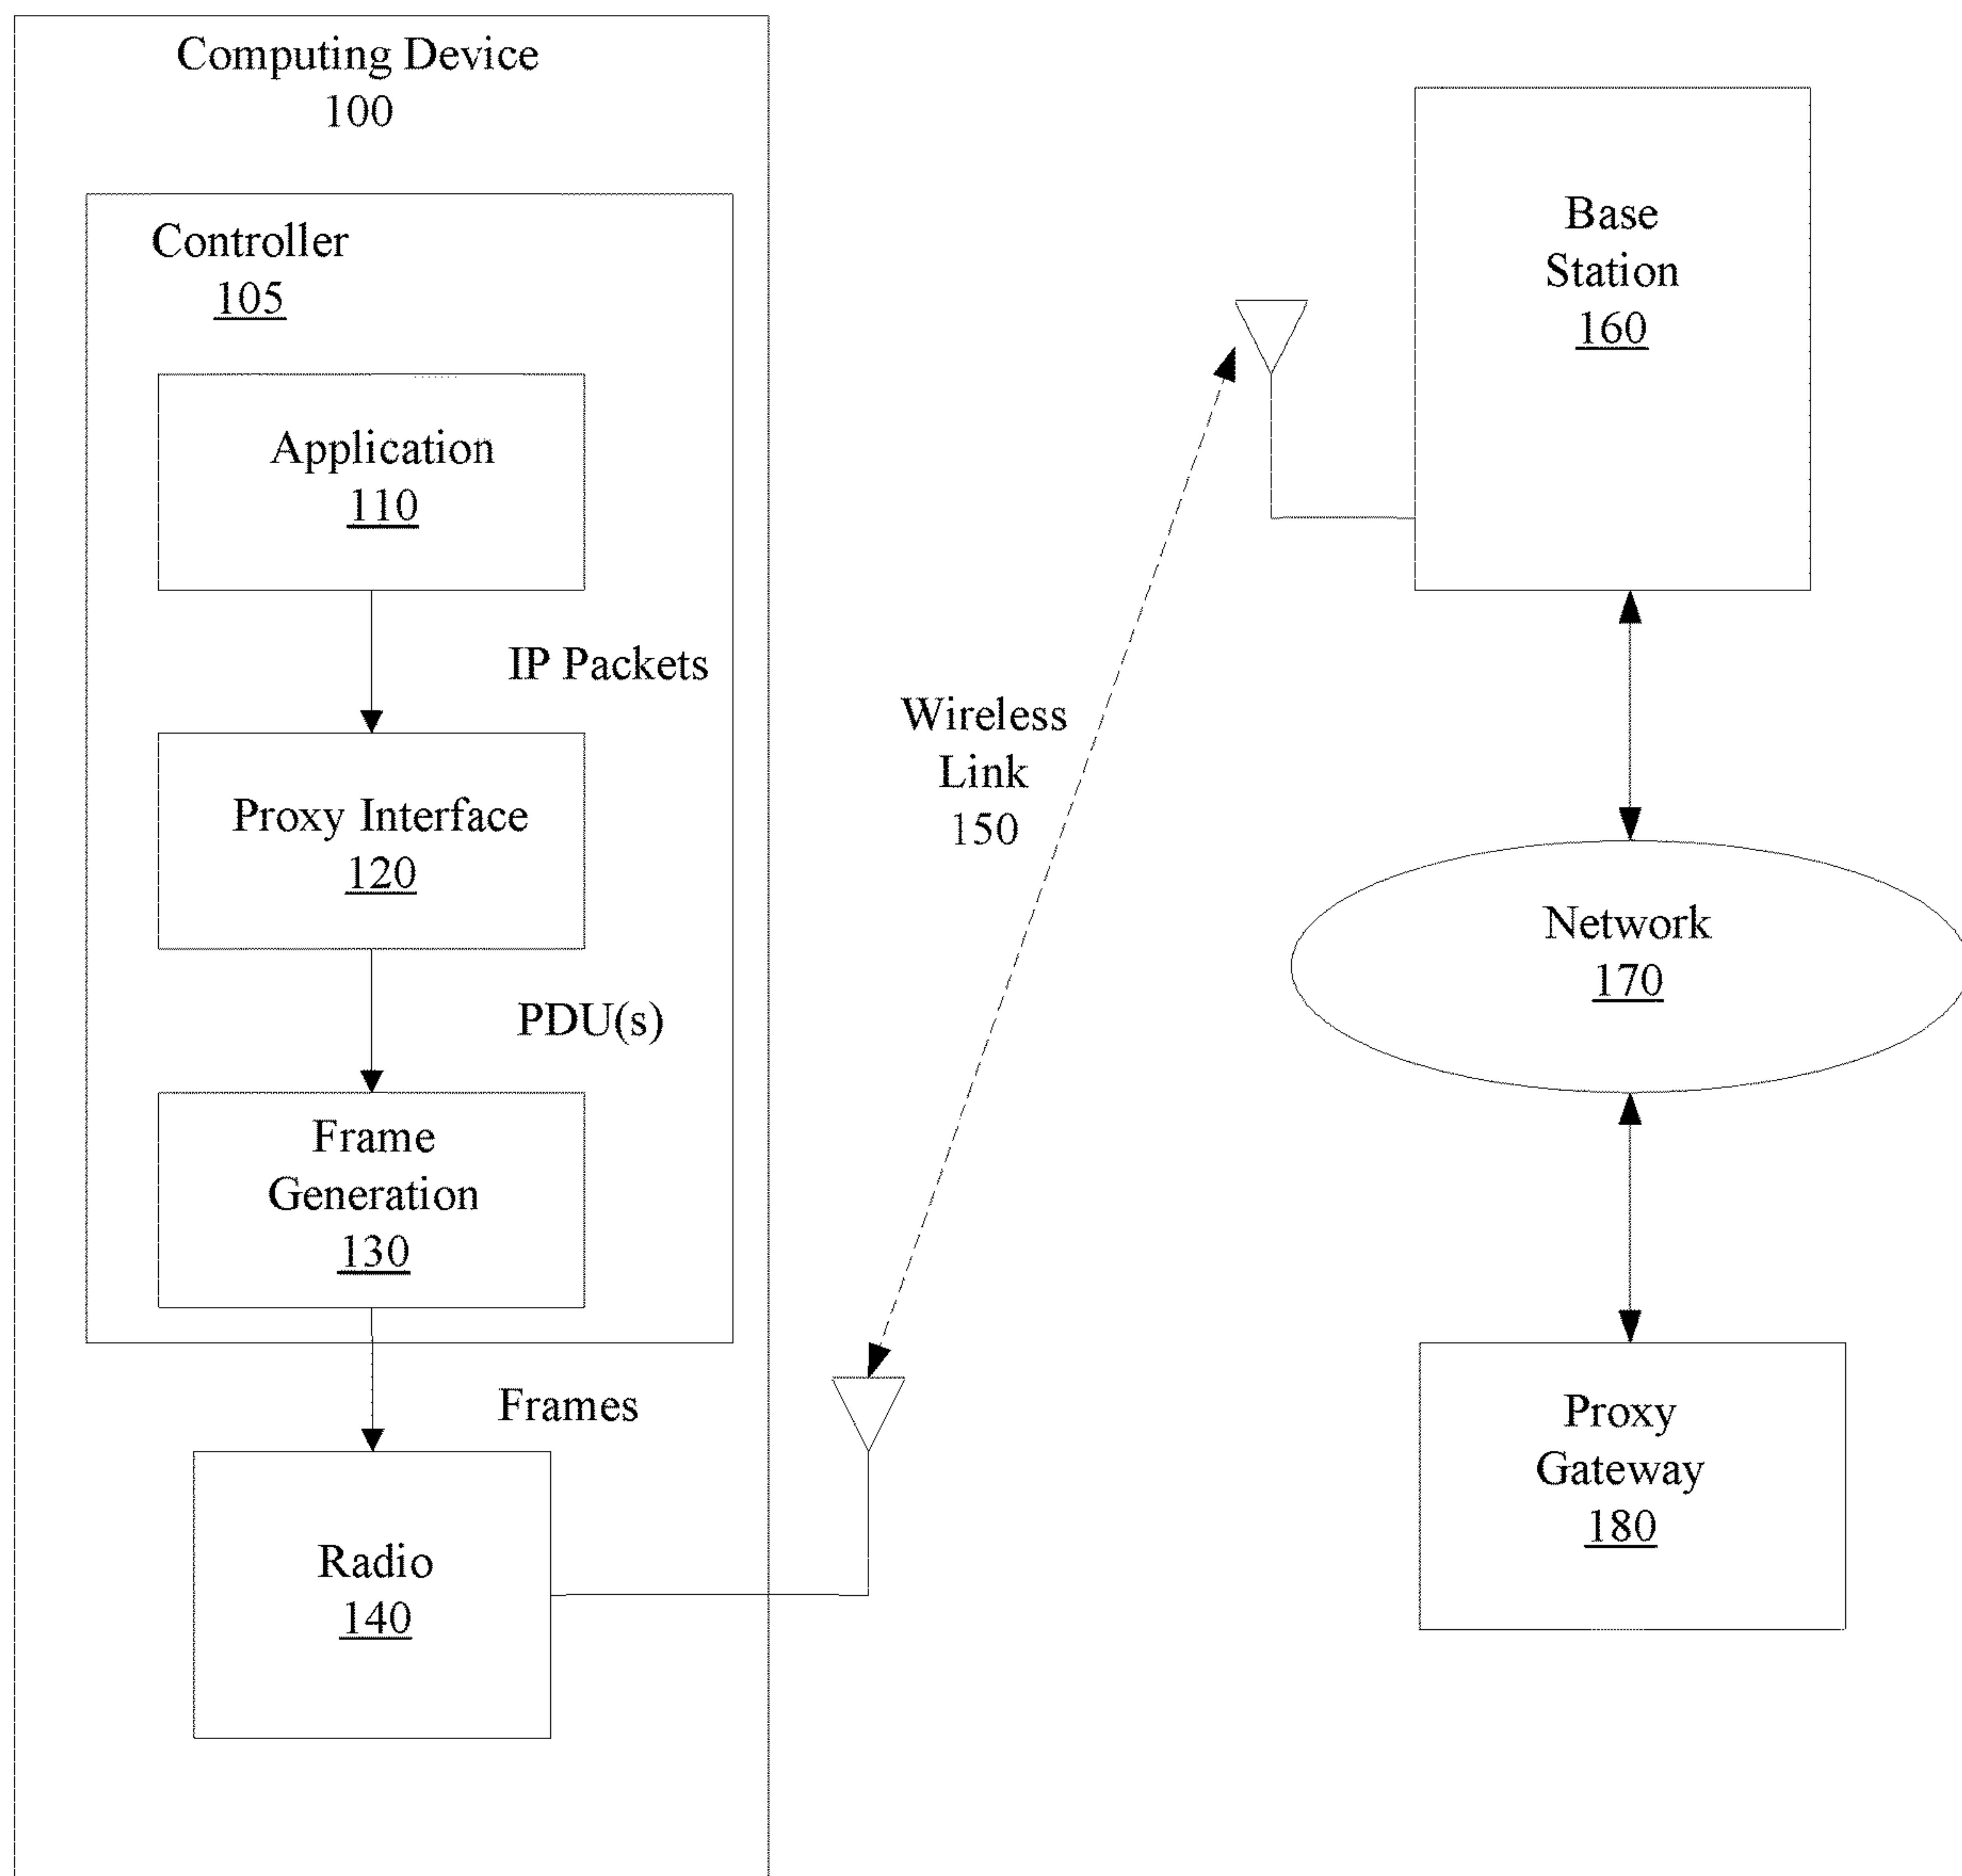 Computing Device
100
Controller
105
Application
110
IP Packets
Proxy Interface
120
PDU(s)
Frame
Generation
130
Frames
Radio
140
Wireless
Link
150
Base
Station
160
Network
170
Proxy
Gateway
180